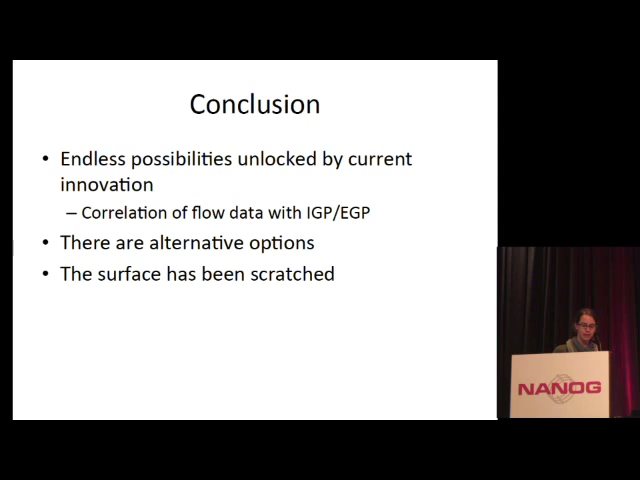 Conclusion
• Endless possibilities unlocked by current
innovation
– Correlation of flow data with IGP/EGP
• There are alternative options
• The surface has been scratched
NANOG